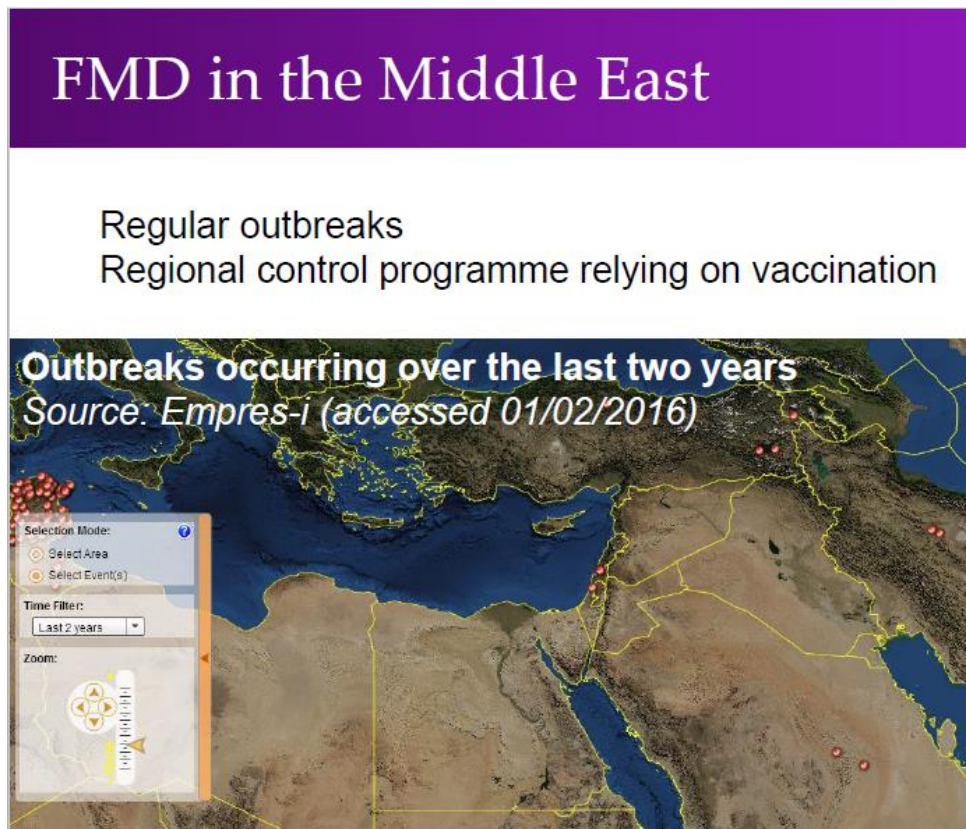 FMD in the Middle East
Regular outbreaks
Regional control programme relying on vaccination
Outbreaks occurring over the last two years
Source: Empres-i (accessed 01/02/2016)
Selection Mode:
?
Select Area
Select Event(s)
Time Filter:
Last 2 years
Zoom: